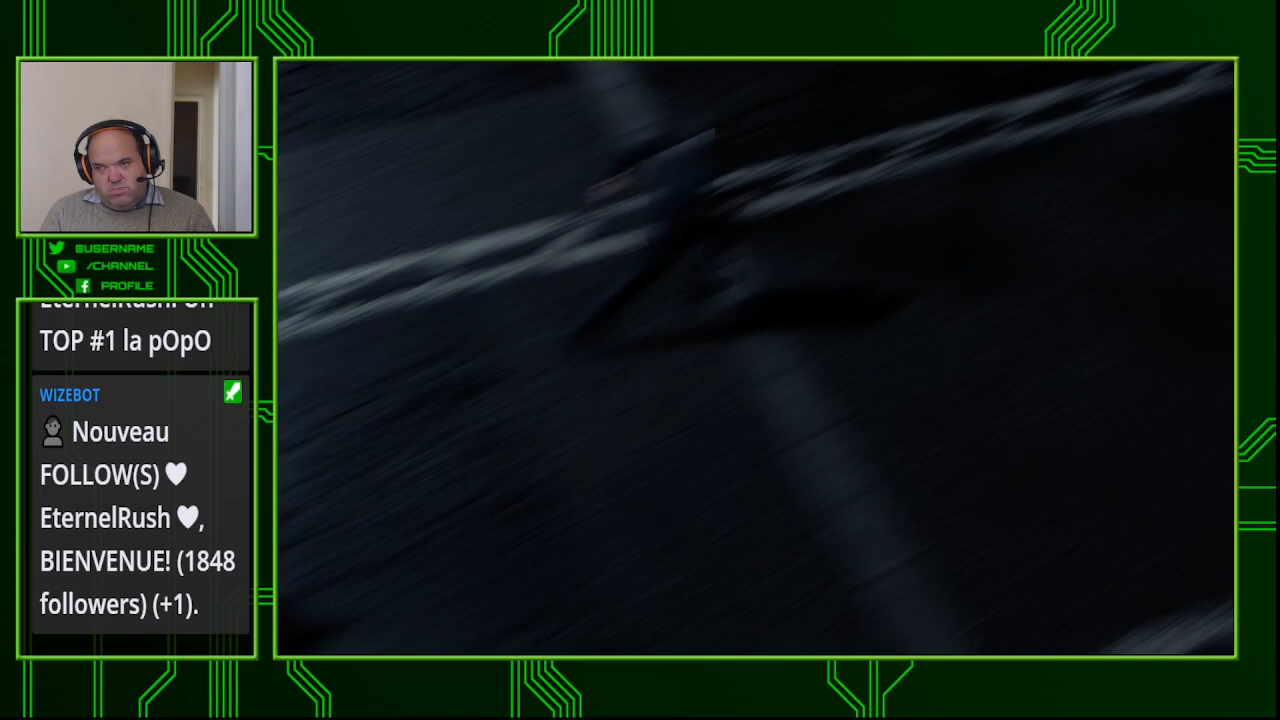 @USERNAME
/CHANNEL
PROFILE
TOP #1 la pOpO
WIZEBOT
Nouveau
FOLLOW(S)
EternelRush ,
BIENVENUE! (1848
followers) (+1).